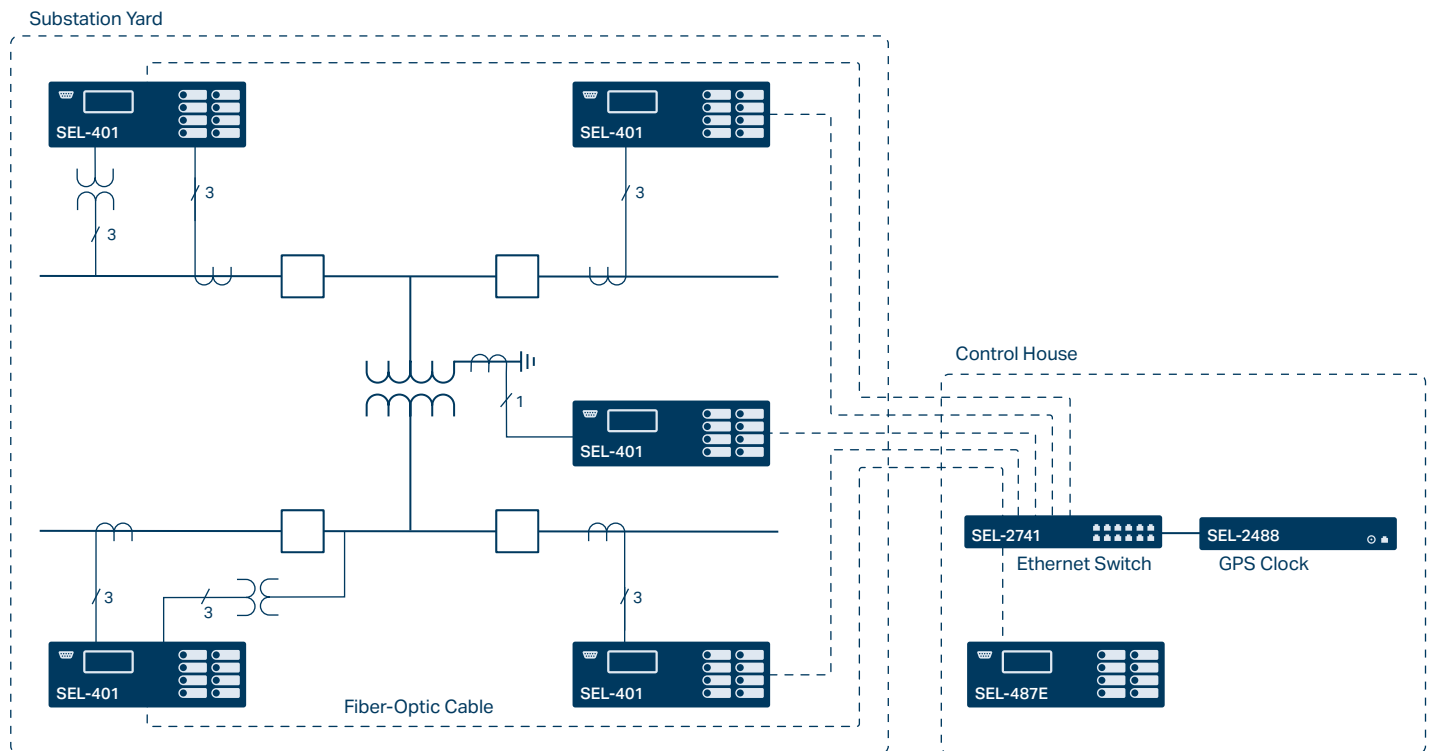 Substation Yard
SEL-401
SEL-401
3
3
3
Control House
1
SEL-401
SEL-2741
SEL-2488
Ethernet Switch
GPS Clock
3
3
3
SEL-401
SEL-401
SEL-487E
Fiber-Optic Cable